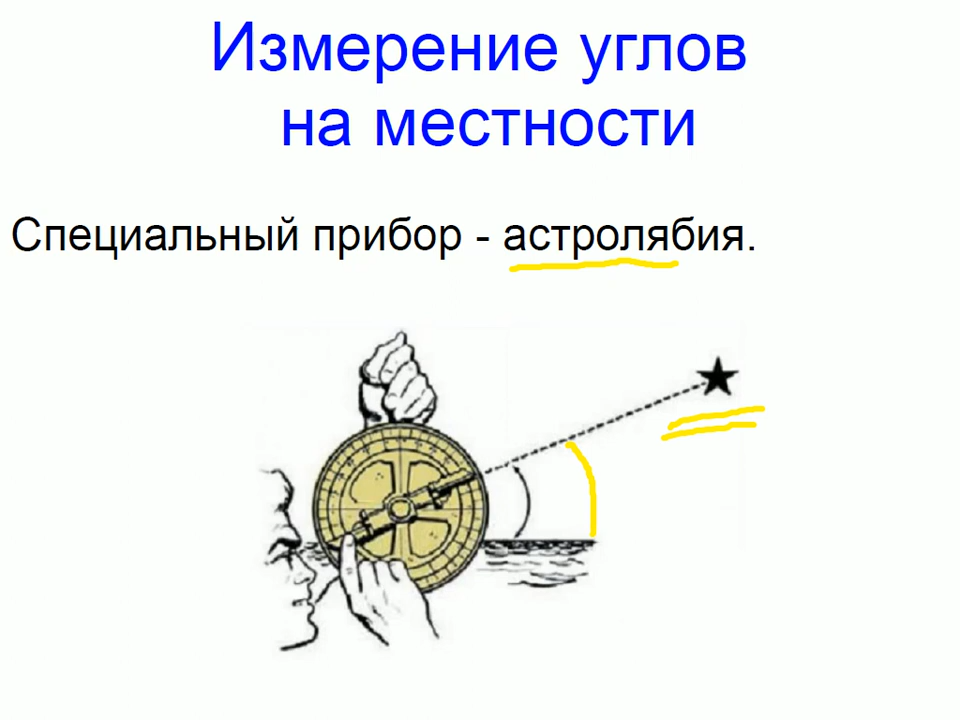 Измерение углов
на местности
Специальный прибор - астролябия.